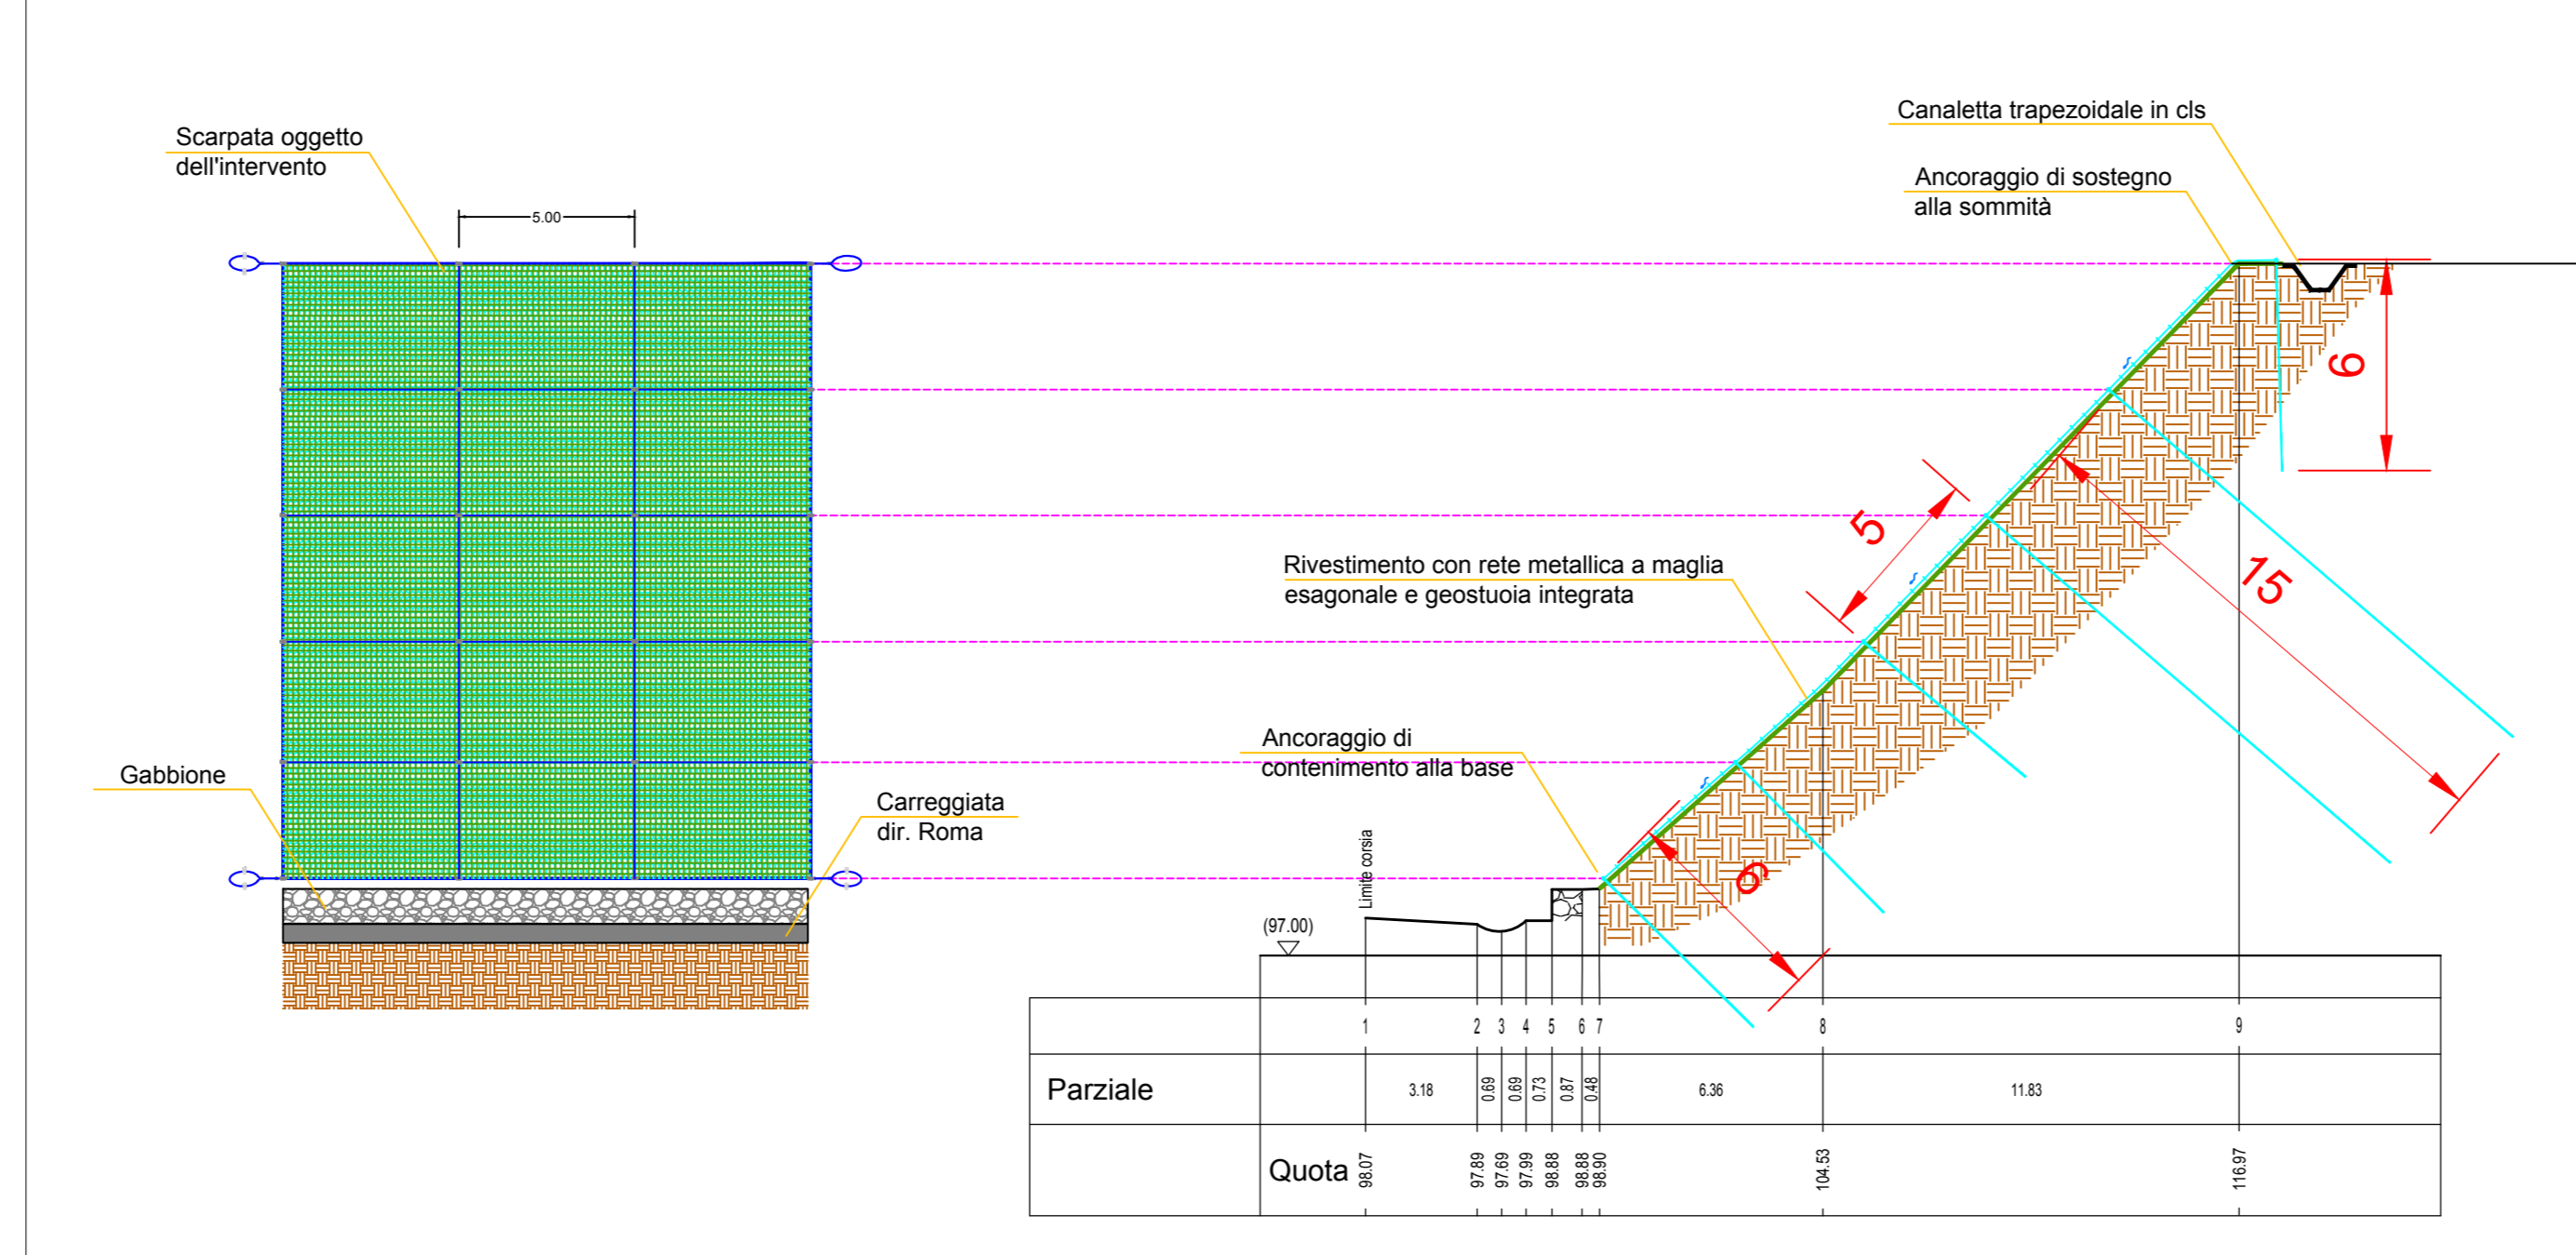 Canaletta trapezoidale in cls
Scarpata oggetto
dell'intervento
Ancoraggio di sostegno
alla sommità
5.00
6
5
15
Rivestimento con rete metallica a maglia
esagonale e geostuoia integrata
Ancoraggio di
contenimento alla base
Gabbione
Carreggiata
dir. Roma
Limite corsia
6
(97.00)
1 2 3 4 5 6 7 8 9
Parziale 3.18 0.69 0.69 0.73 0.87 0.48 6.36 11.83
Quota 98.07 97.89 97.69 97.99 98.88 98.88 98.90 104.53 116.97